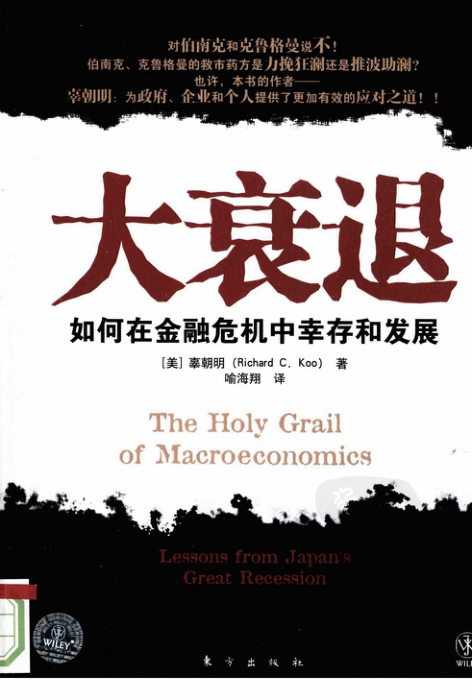 对伯南克和克鲁格曼说不！
伯南克、克鲁格曼的救市药方是力挽狂澜还是推波助澜？
也许，本书的作者——
辜朝明：为政府、企业和个人提供了更加有效的应对之道！！
大衰退
如何在金融危机中幸存和发展
[美] 辜朝明（Richard C. Koo） 著
喻海翔 译
The Holy Grail
of Macroeconomics
Lessons from Japan's
Great Recession
WILEY
东方出版社
WILEY